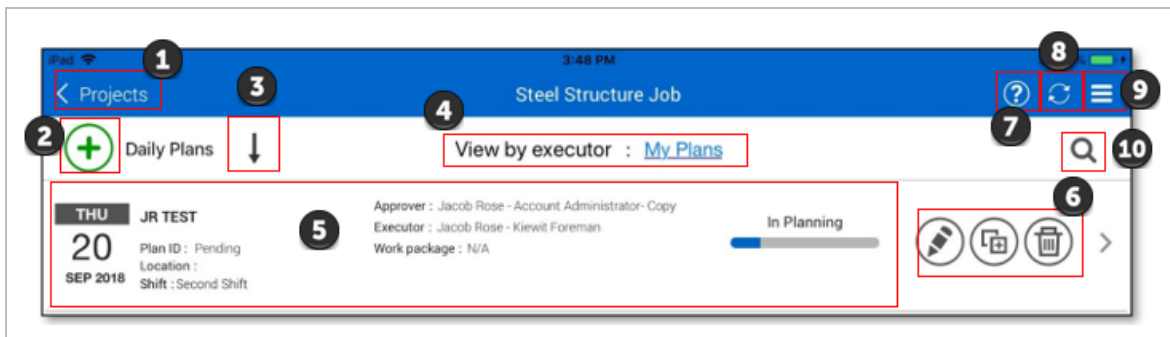 iPad 3:48 PM
1 8
Projects 3 Steel Structure Job 9
4 7
2 Daily Plans View by executor : My Plans 10
6
THU JR TEST Approver : Jacob Rose - Account Administrator- Copy In Planning
5 Executor : Jacob Rose - Kiewit Foreman
20 Plan ID : Pending Work package : N/A
Location :
SEP 2018 Shift : Second Shift